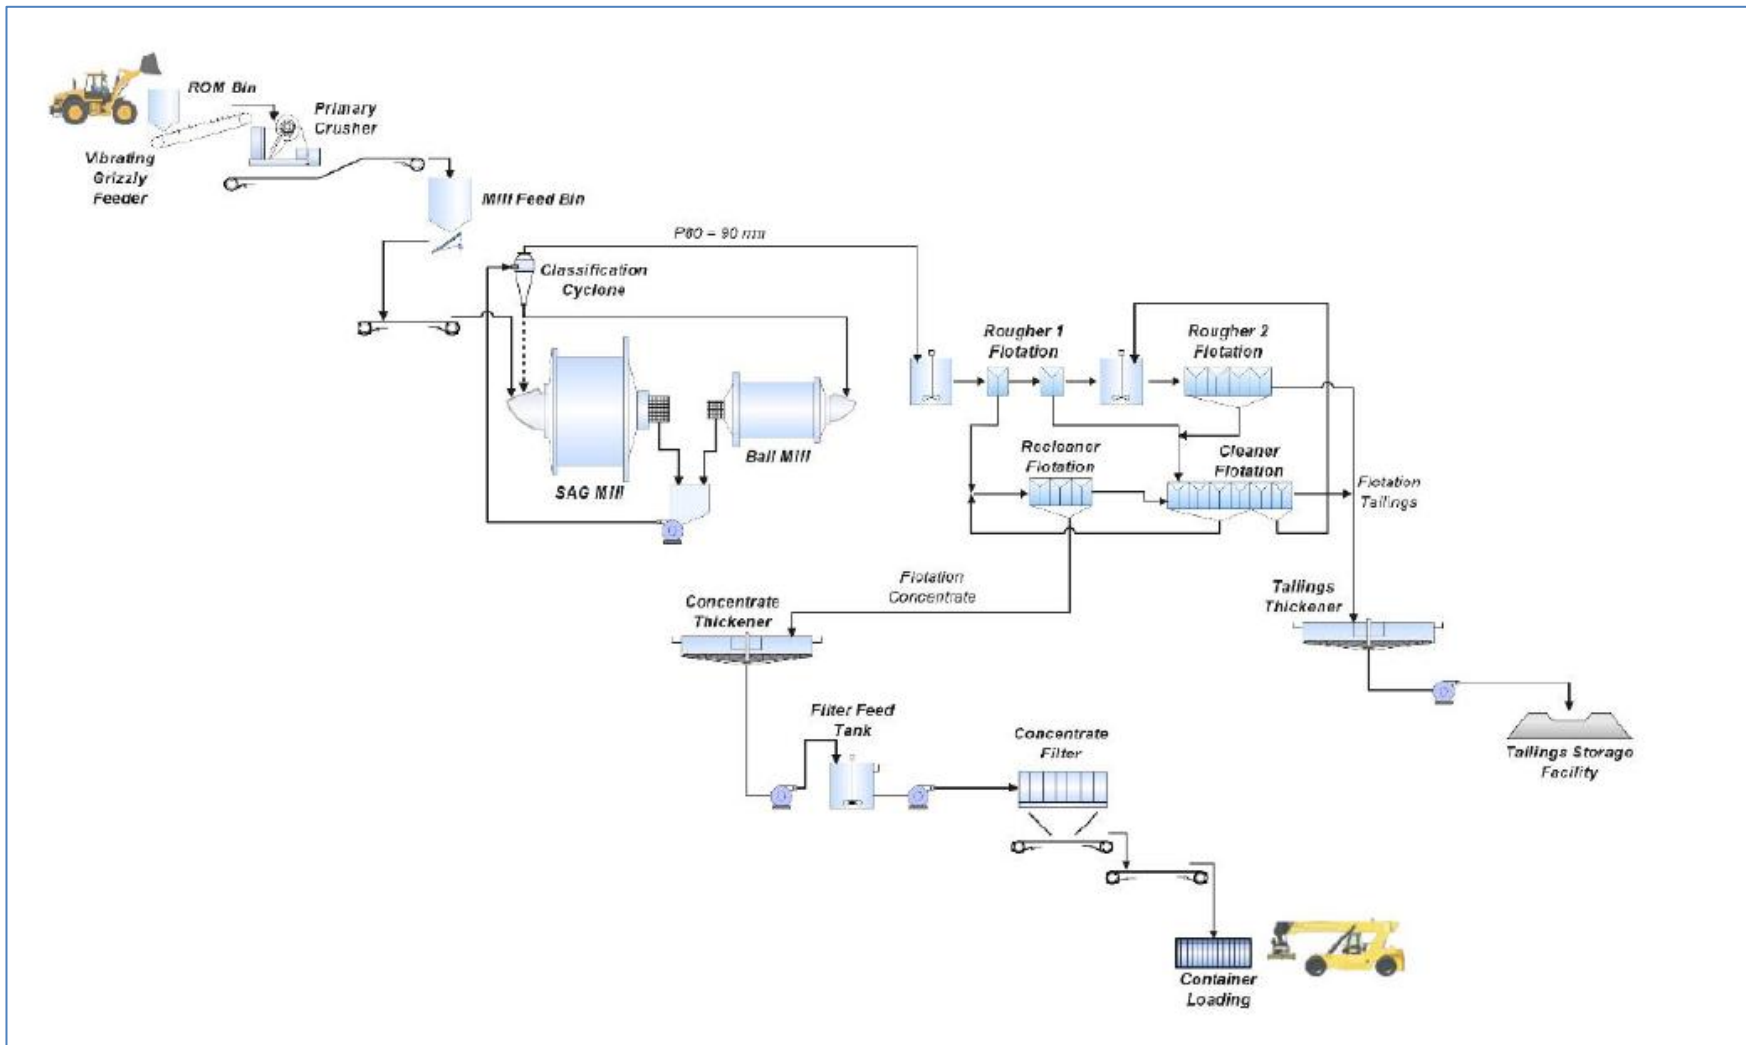 ROM Bin
Primary
Crusher
Vibrating
Grizzly
Feeder
Mill Feed Bin
P80 – 90 mm
Classification
Cyclone
Rougher 1
Flotation
Rougher 2
Flotation
SAG Mill
Ball Mill
Recleaner
Flotation
Cleaner
Flotation
Flotation
Tailings
Flotation
Concentrate
Concentrate
Thickener
Tailings
Thickener
Filter Feed
Tank
Concentrate
Filter
Tailings Storage
Facility
Container
Loading